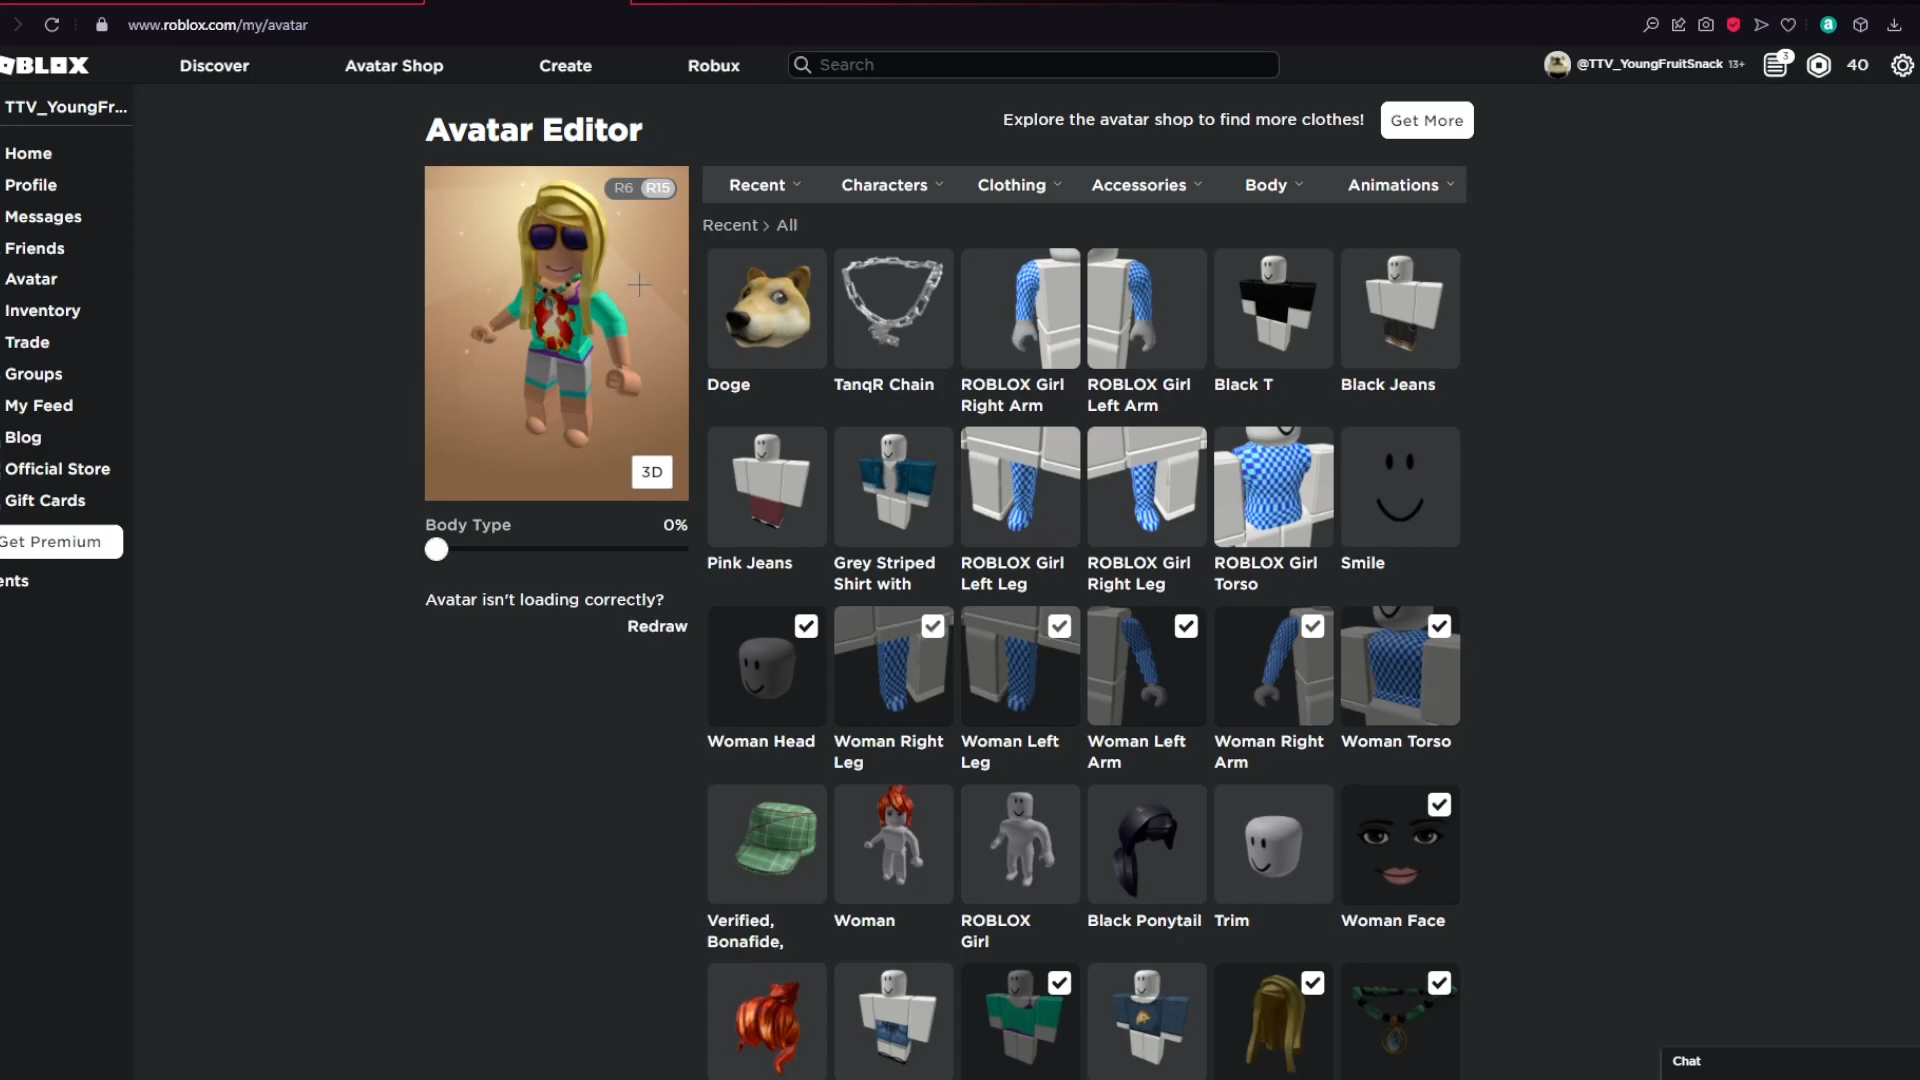 www.roblox.com/my/avatar
ROBLOX
Discover
Avatar Shop
Create
Robux
Search
@TTV_YoungFruitSnack 13+
3
40
TTV_YoungFr...
Home
Profile
Messages
Friends
Avatar
Inventory
Trade
Groups
My Feed
Blog
Official Store
Gift Cards
Get Premium
ents
Avatar Editor
Explore the avatar shop to find more clothes!
Get More
R6 R15
3D
Body Type 0%
Avatar isn't loading correctly?
Redraw
Recent
Characters
Clothing
Accessories
Body
Animations
Recent > All
Doge
TanqR Chain
ROBLOX Girl
Right Arm
ROBLOX Girl
Left Arm
Black T
Black Jeans
Pink Jeans
Grey Striped
Shirt with
ROBLOX Girl
Left Leg
ROBLOX Girl
Right Leg
ROBLOX Girl
Torso
Smile
Woman Head
Woman Right
Leg
Woman Left
Leg
Woman Left
Arm
Woman Right
Arm
Woman Torso
Verified,
Bonafide,
Woman
ROBLOX
Girl
Black Ponytail
Trim
Woman Face
Chat